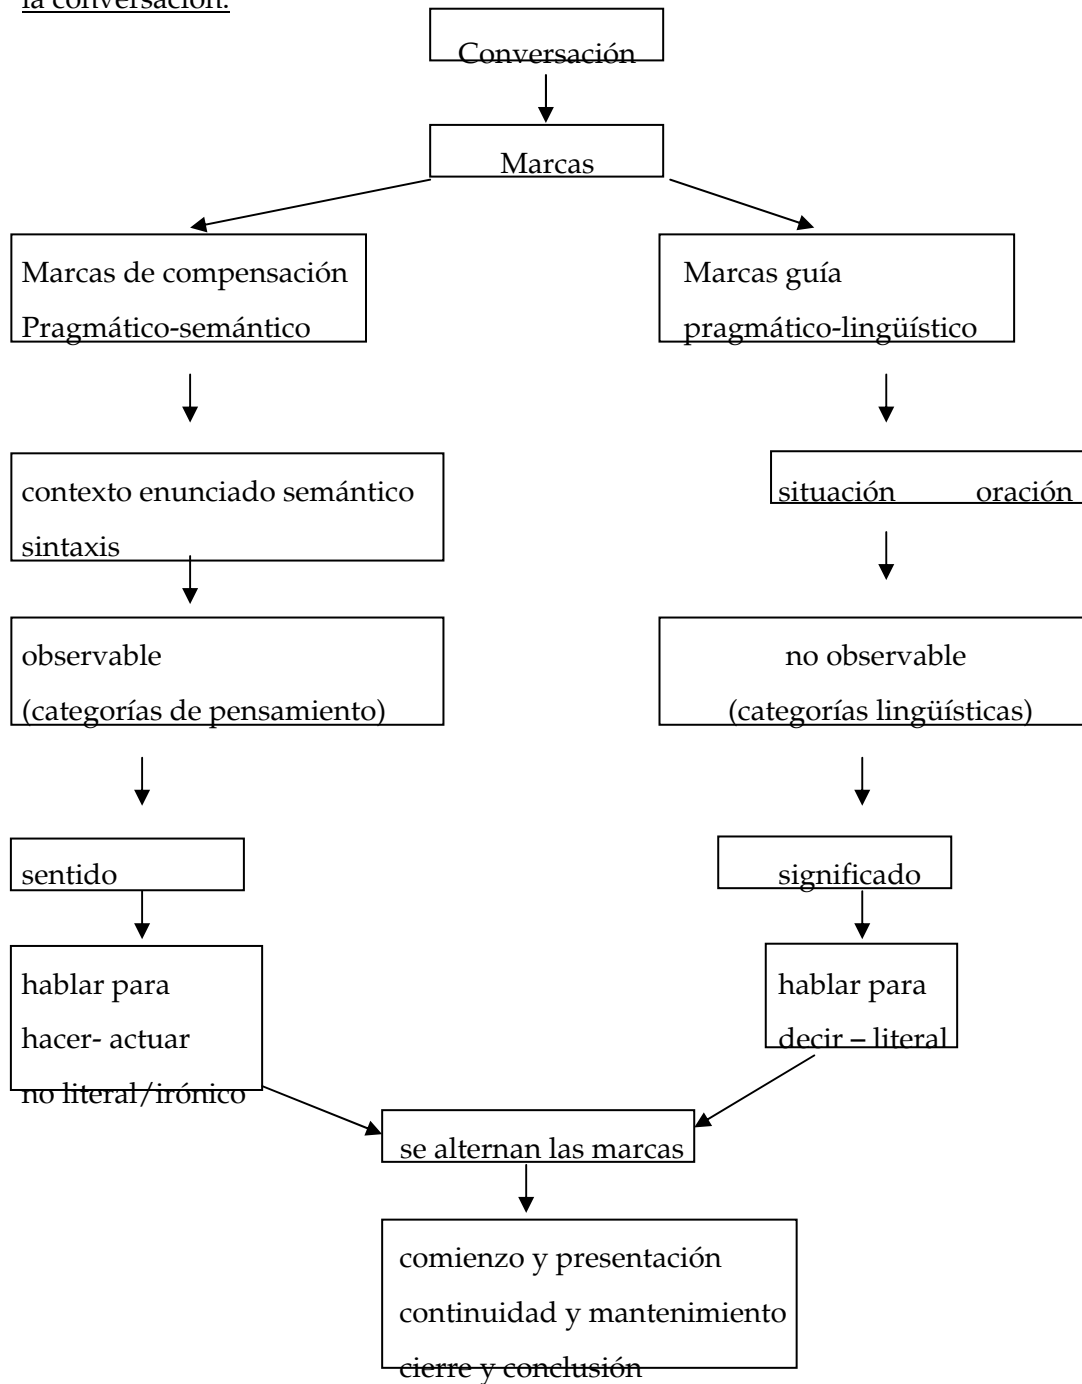 la conversación.
Conversación
Marcas
Marcas de compensación
Pragmático-semántico
Marcas guía
pragmático-lingüístico
contexto enunciado semántico
sintaxis
situación oración
observable
(categorías de pensamiento)
no observable
(categorías lingüísticas)
sentido
significado
hablar para
hacer- actuar
no literal/irónico
hablar para
decir – literal
se alternan las marcas
comienzo y presentación
continuidad y mantenimiento
cierre y conclusión